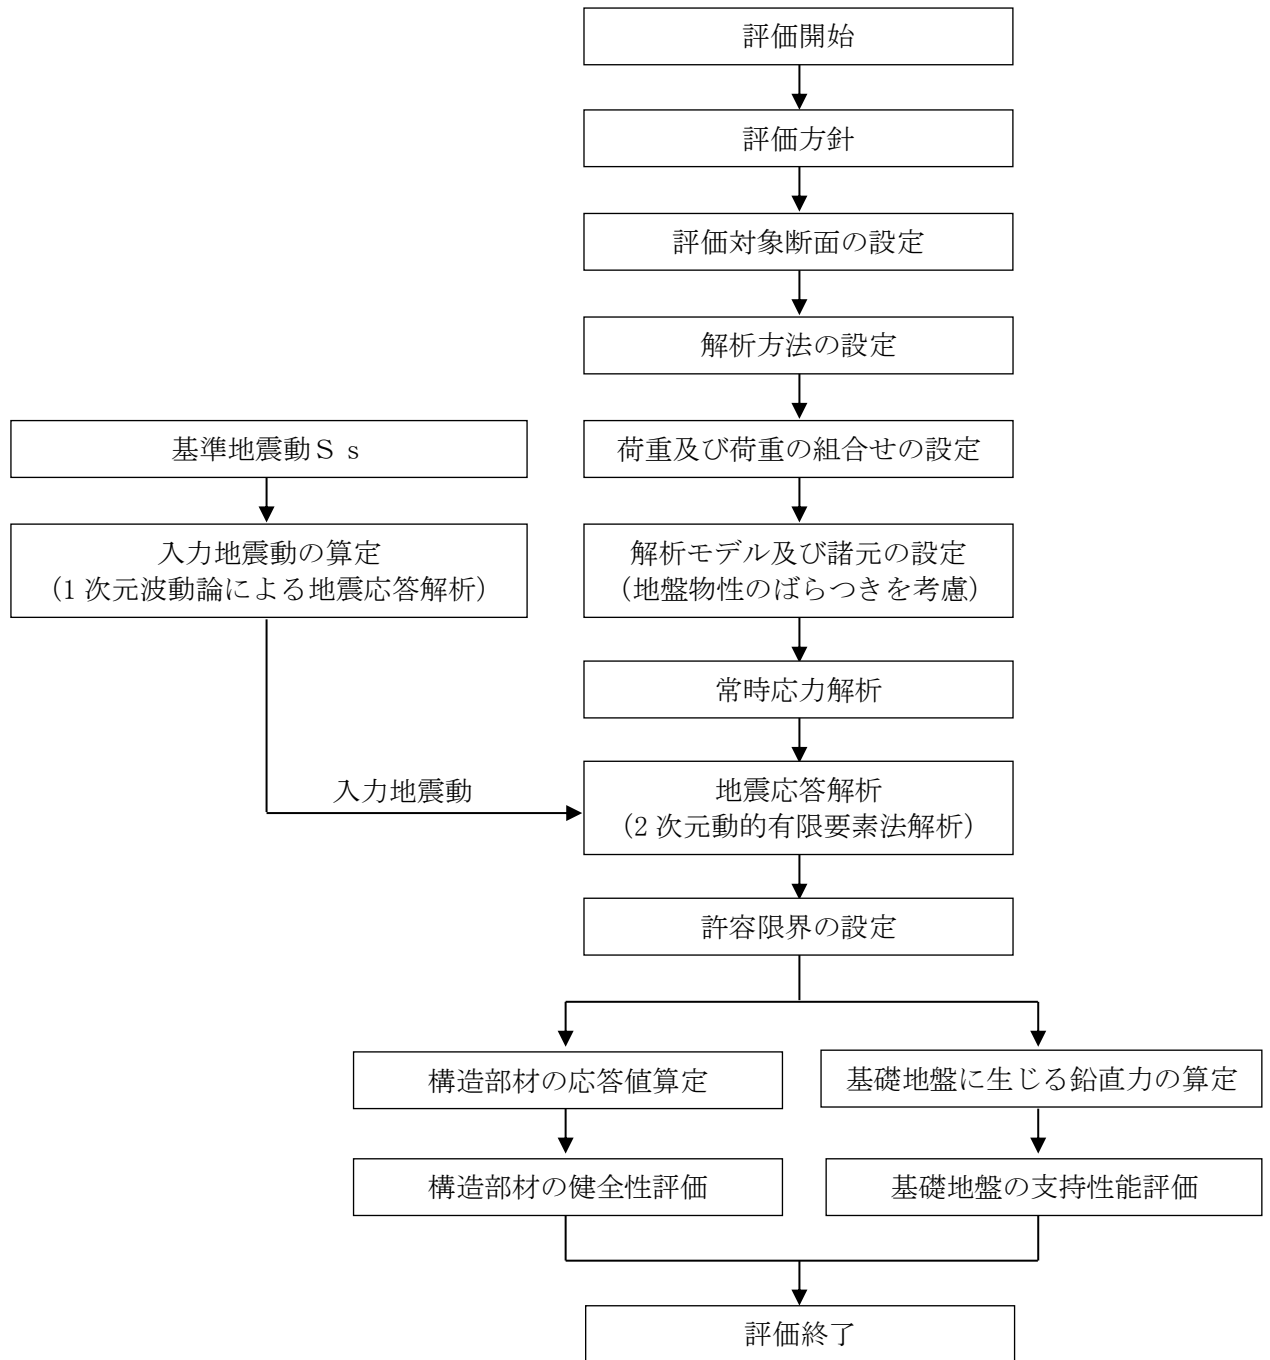 評価開始
評価方針
評価対象断面の設定
解析方法の設定
基準地震動Ｓｓ
荷重及び荷重の組合せの設定
入力地震動の算定
（1 次元波動論による地震応答解析）
解析モデル及び諸元の設定
（地盤物性のばらつきを考慮）
常時応力解析
入力地震動
地震応答解析
（2 次元動的有限要素法解析）
許容限界の設定
構造部材の応答値算定
基礎地盤に生じる鉛直力の算定
構造部材の健全性評価
基礎地盤の支持性能評価
評価終了